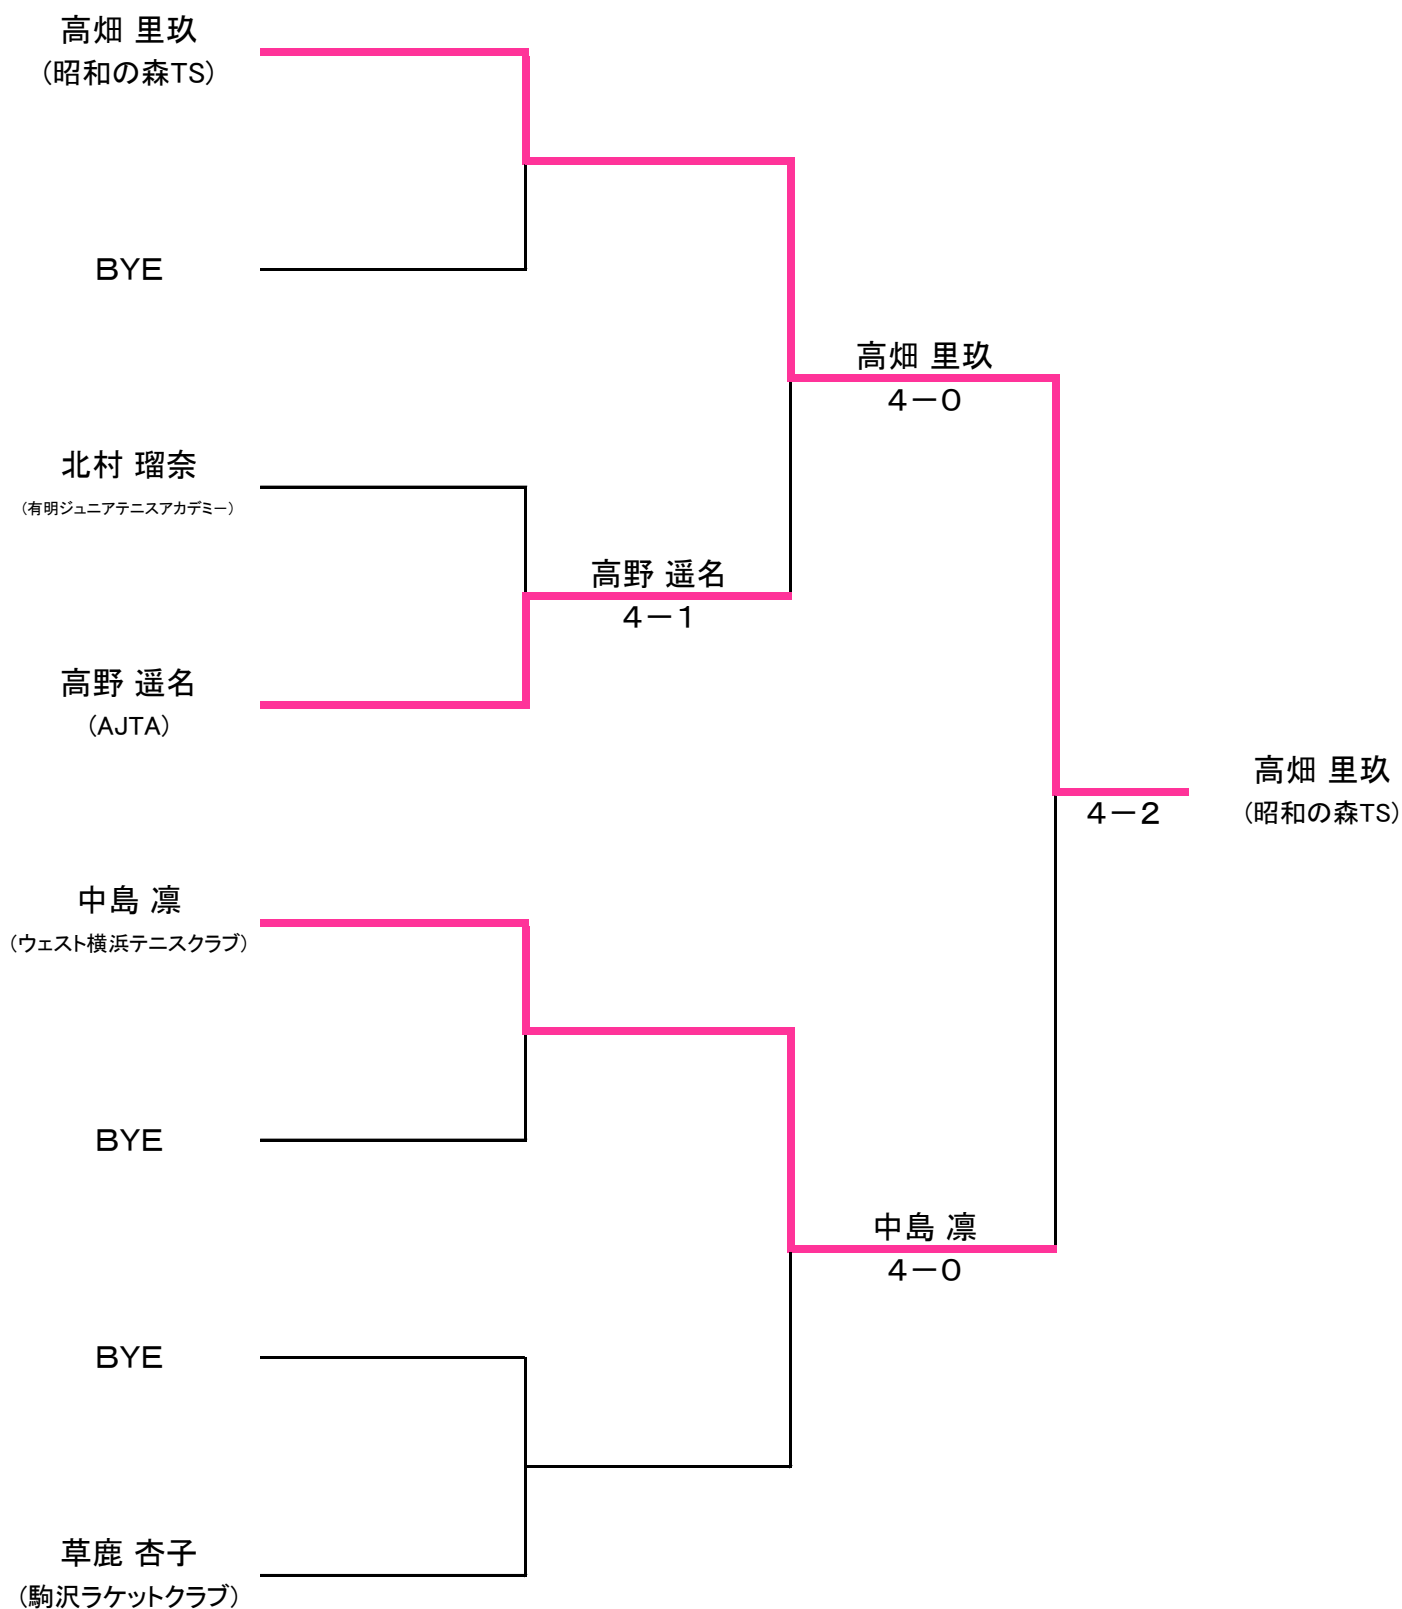 高畑 里玖
(昭和の森TS)
BYE
高畑 里玖
4－0
北村 瑠奈
(有明ジュニアテニスアカデミー)
高野 遥名
4－1
高野 遥名
(AJTA)
高畑 里玖
(昭和の森TS)
4－2
中島 凛
(ウェスト横浜テニスクラブ)
BYE
中島 凛
4－0
BYE
草鹿 杏子
(駒沢ラケットクラブ)